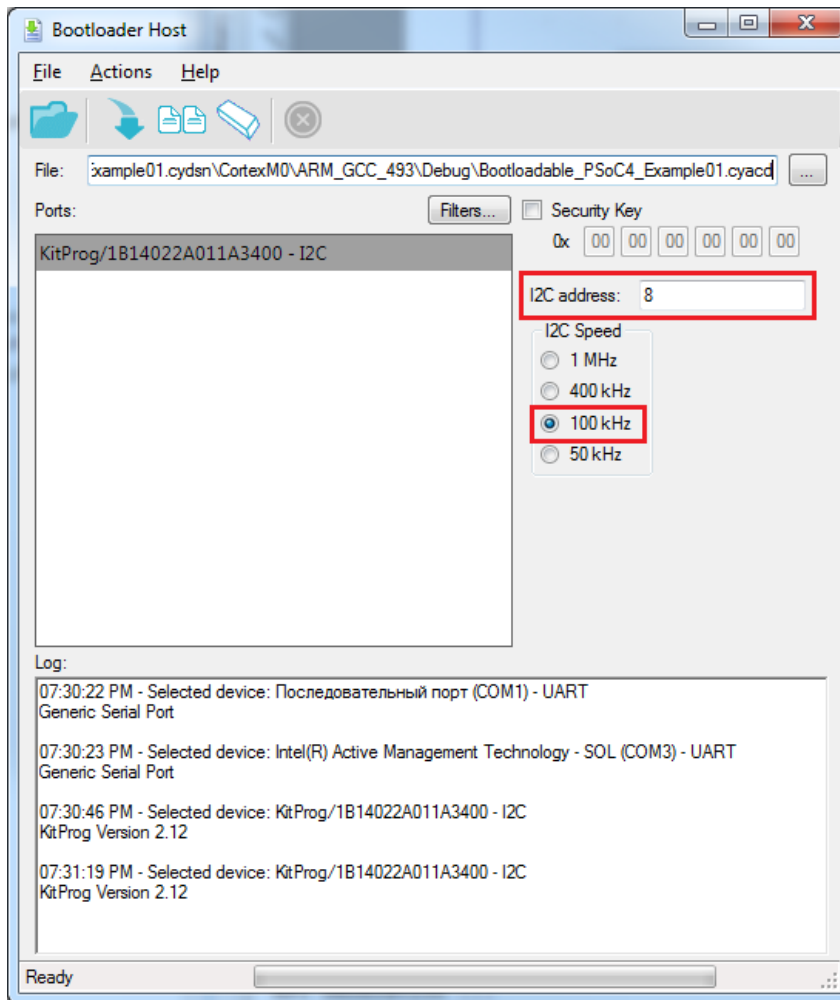 Bootloader Host
File Actions Help
File: Example01.cydsn\CortexM0\ARM_GCC_493\Debug\Bootloadable_PSoC4_Example01.cyacd ...
Ports: Filters... Security Key
0x 00 00 00 00 00 00
KitProg/1B14022A011A3400 - I2C
I2C address: 8
I2C Speed
1 MHz
400 kHz
100 kHz
50 kHz
Log:
07:30:22 PM - Selected device: Последовательный порт (COM1) - UART
Generic Serial Port
07:30:23 PM - Selected device: Intel(R) Active Management Technology - SOL (COM3) - UART
Generic Serial Port
07:30:46 PM - Selected device: KitProg/1B14022A011A3400 - I2C
KitProg Version 2.12
07:31:19 PM - Selected device: KitProg/1B14022A011A3400 - I2C
KitProg Version 2.12
Ready